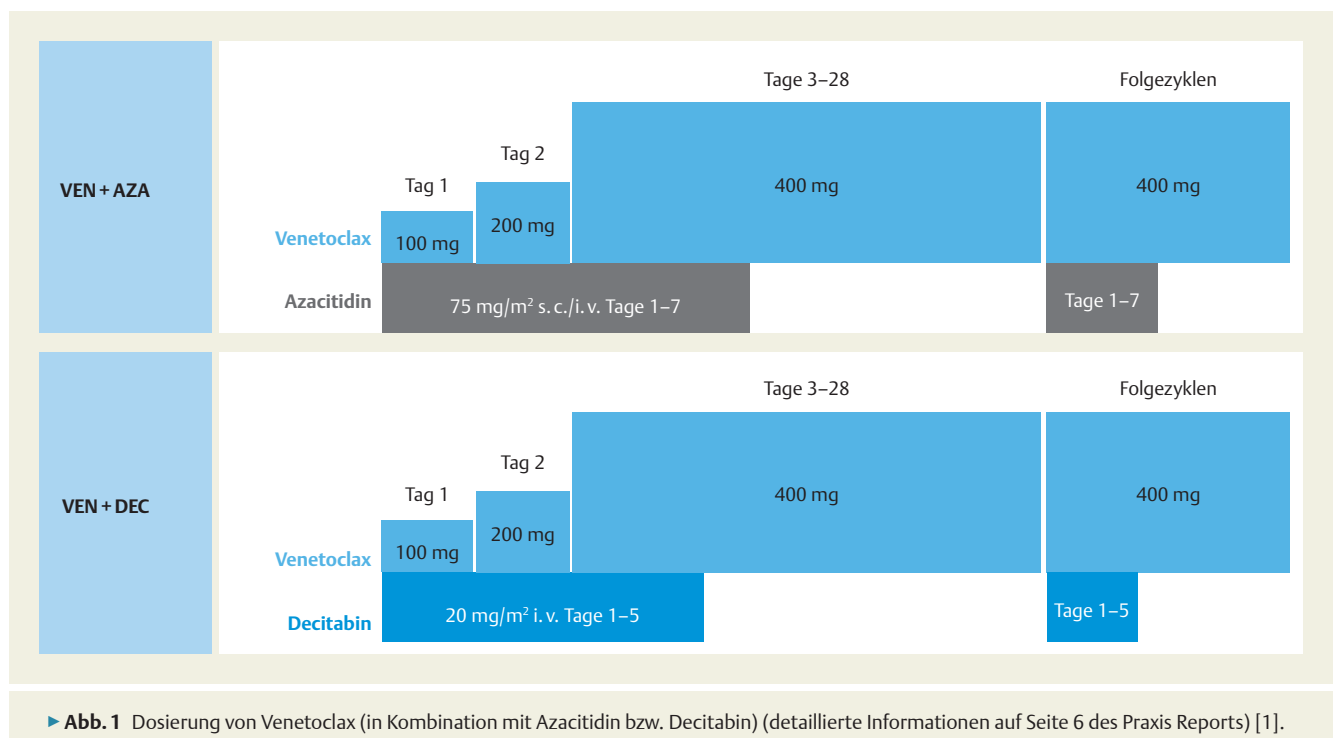 Tage 3–28 Folgezyklen
Tag 2
VEN + AZA Tag 1 400 mg 400 mg
200 mg
Venetoclax 100 mg
Azacitidin 75 mg/m² s. c./i. v. Tage 1–7 Tage 1–7
Tage 3–28 Folgezyklen
Tag 2
VEN + DEC Tag 1 400 mg 400 mg
200 mg
Venetoclax 100 mg
Decitabin 20 mg/m² i. v. Tage 1–5 Tage 1–5
▶ Abb. 1 Dosierung von Venetoclax (in Kombination mit Azacitidin bzw. Decitabin) (detaillierte Informationen auf Seite 6 des Praxis Reports) [1].